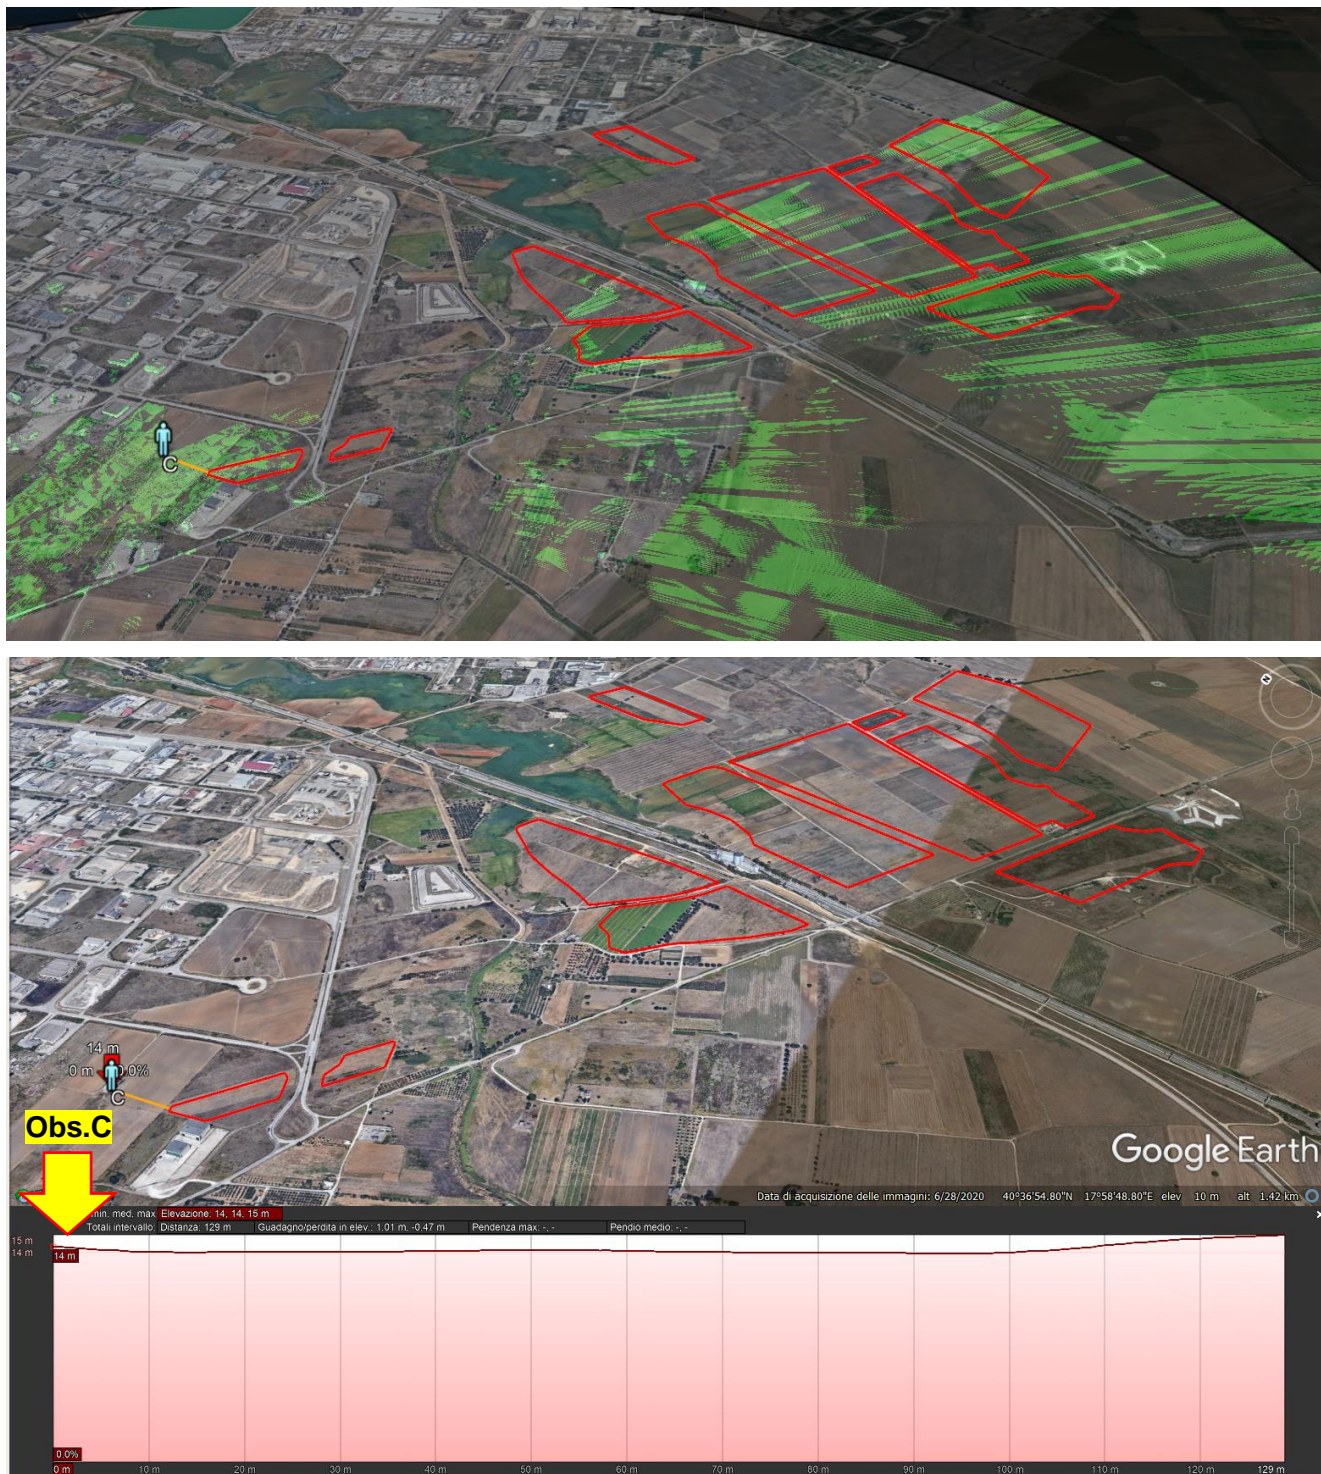 C
14 m
0 m 0.0%
C
Obs.C
Google Earth
Data di acquisizione delle immagini: 6/28/2020 40°36'54.80"N 17°58'48.80"E elev 10 m alt 1.42 km
min. med. max Elevazione: 14, 14, 15 m
Totali intervallo: Distanza: 129 m Guadagno/perdita in elev.: 1.01 m, -0.47 m Pendenza max: -, - Pendio medio: -, -
15 m
14 m
14 m
0.0%
0 m 10 m 20 m 30 m 40 m 50 m 60 m 70 m 80 m 90 m 100 m 110 m 120 m 129 m